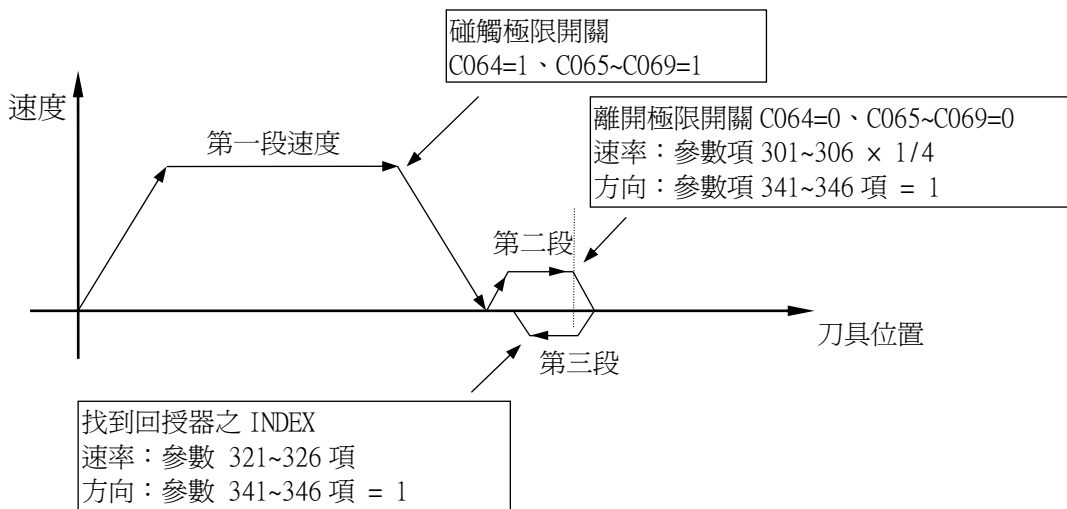 碰觸極限開關
C064=1、C065~C069=1
速度
離開極限開關 C064=0、C065~C069=0
速率：參數項 301~306 × 1/4
方向：參數項 341~346 項 = 1
第一段速度
第二段
刀具位置
第三段
找到回授器之 INDEX
速率：參數 321~326 項
方向：參數 341~346 項 = 1